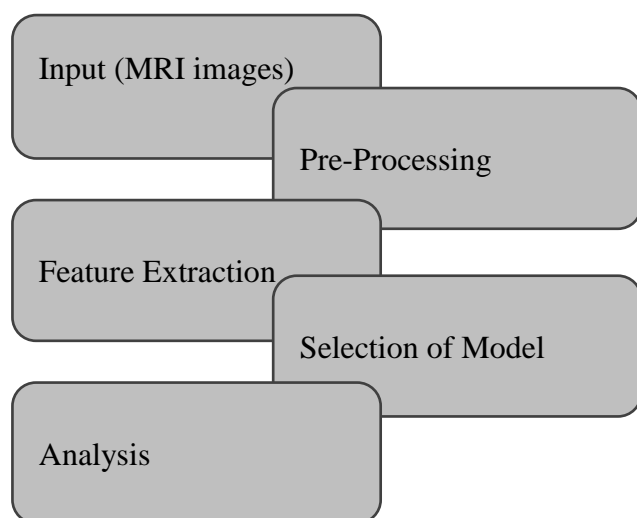 Input (MRI images)
Pre-Processing
Feature Extraction
Selection of Model
Analysis